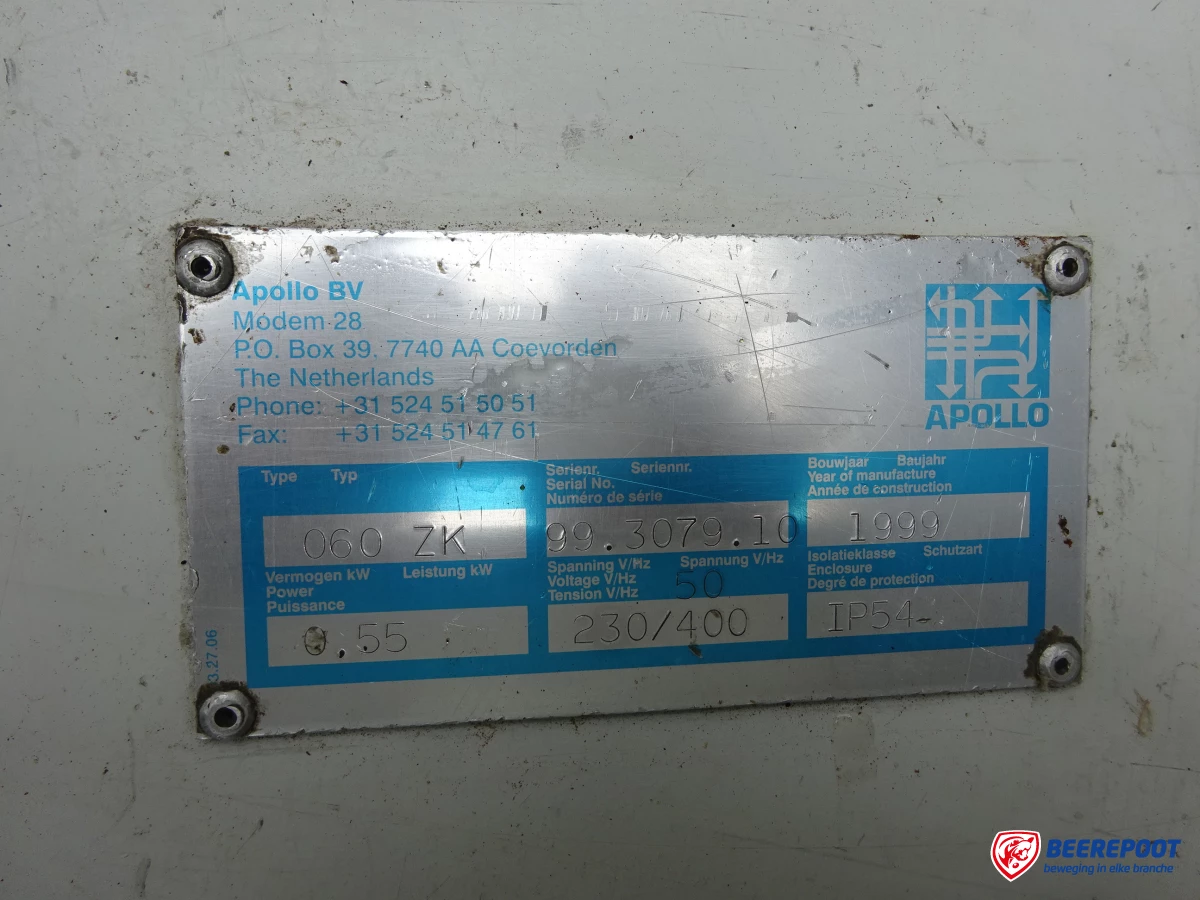 Apollo BV
Modem 28
P.O. Box 39. 7740 AA Coevorden
The Netherlands
Phone: +31 524 51 50 51
Fax: +31 524 51 47 61
APOLLO
Type Typ
060 ZK
Serienr. Seriennr.
Serial No.
Numéro de série
99.3079.10
Bouwjaar Baujahr
Year of manufacture
Année de construction
1999
Vermogen kW Leistung kW
Power
Puissance
0,55
Spanning V/Hz Spannung V/Hz
Voltage V/Hz
Tension V/Hz
50
230/400
Isolatieklasse Schutzart
Enclosure
Degré de protection
IP54
3.27.06
BEEREPOOT
beweging in elke branche